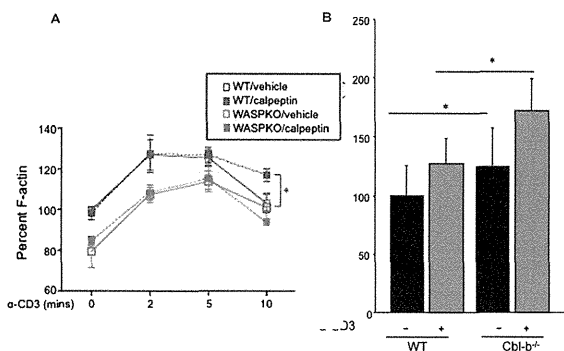 A
B
WT/vehicle
WT/calpeptin
WASPKO/vehicle
WASPKO/calpeptin
Percent F-actin
140
120
100
80
60
0
2
5
10
*
α-CD3 (mins)
250
200
150
100
50
0
*
*
- + - +
WT
Cbl-b-/-